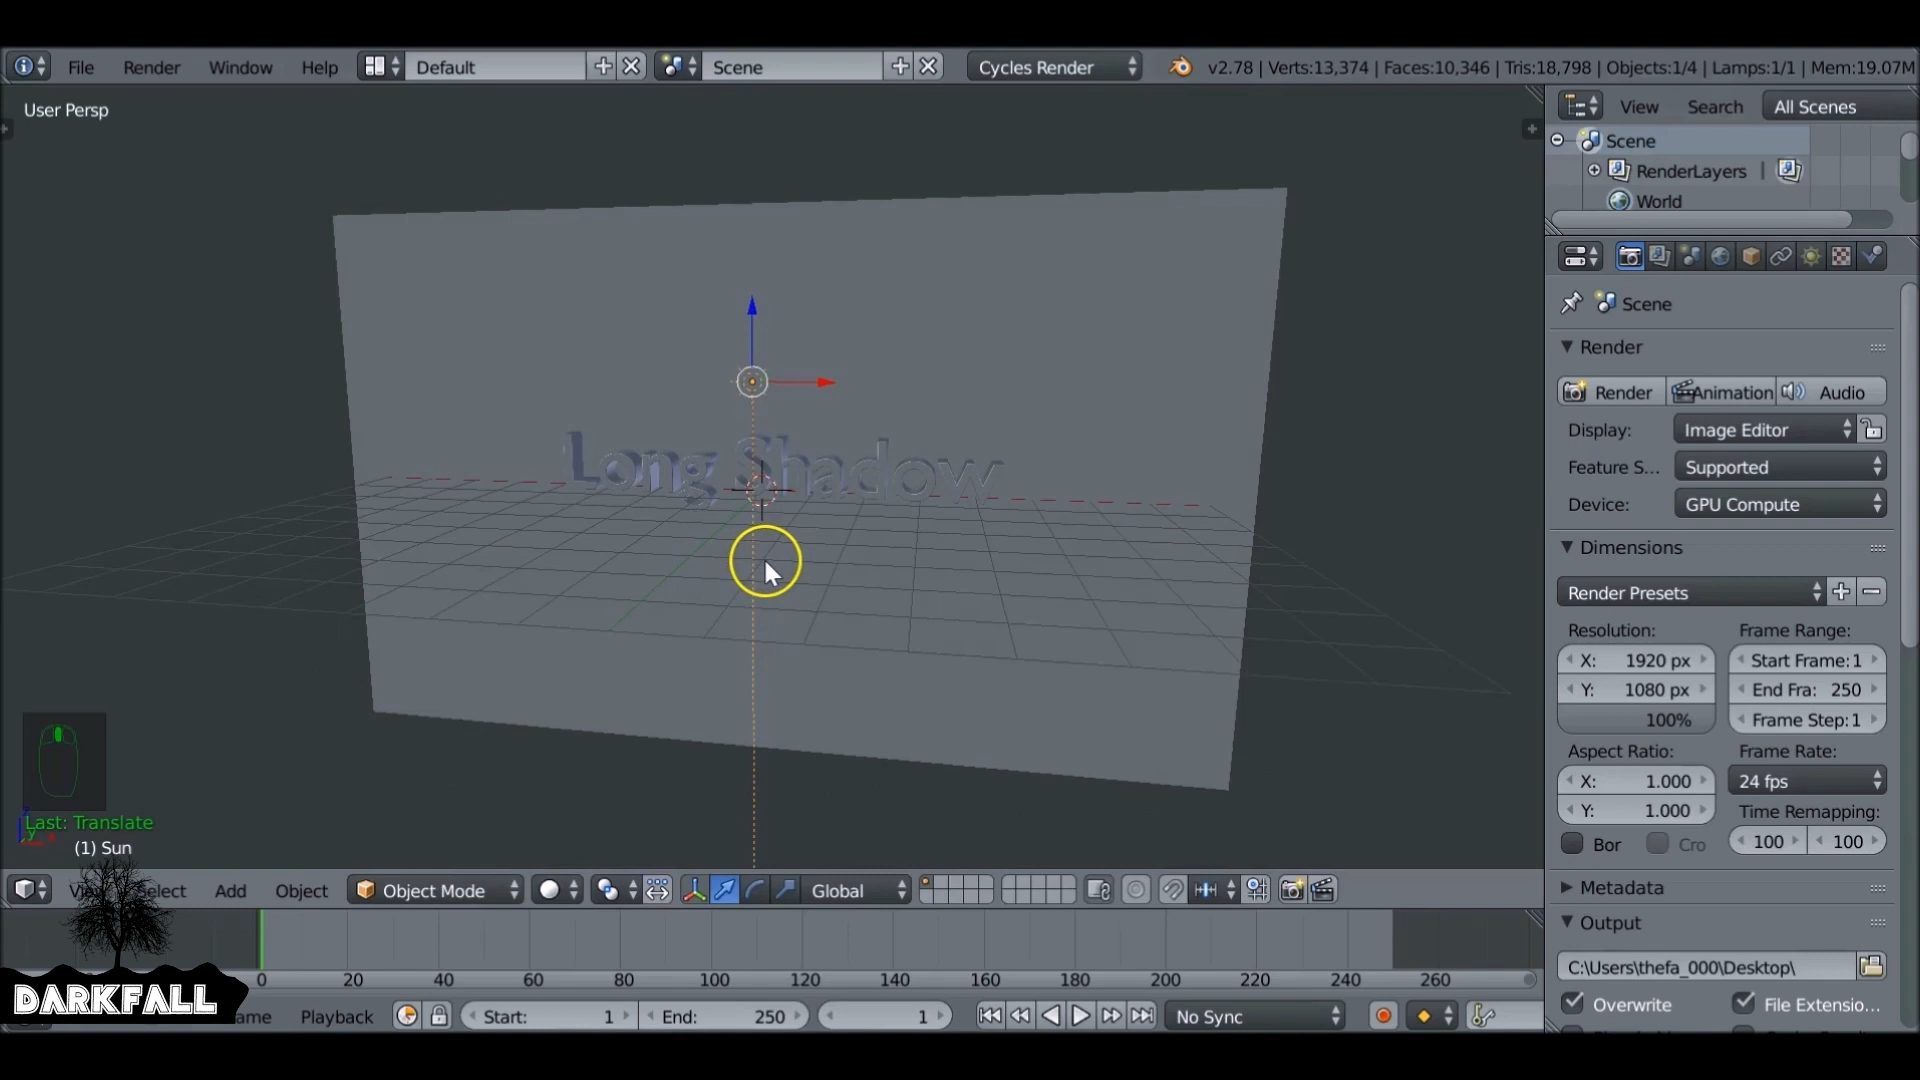 File Render Window Help Default Scene Cycles Render v2.78 | Verts:13,374 | Faces:10,346 | Tris:18,798 | Objects:1/4 | Lamps:1/1 | Mem:19.07M
User Persp
View Search All Scenes
Scene
RenderLayers
World
Scene
Render
Render Animation Audio
Display: Image Editor
Feature S... Supported
Device: GPU Compute
Dimensions
Render Presets
Resolution: Frame Range:
X: 1920 px Start Frame: 1
Y: 1080 px End Fra: 250
100% Frame Step: 1
Aspect Ratio: Frame Rate:
X: 1.000 24 fps
Y: 1.000 Time Remapping:
Bor Cro 100 100
Metadata
Output
C:\Users\thefa_000\Desktop\
Overwrite File Extensio...
Long Shadow
Last: Translate
(1) Sun
Select Add Object Object Mode Global
0 20 40 60 80 100 120 140 160 180 200 220 240 260
DARKFALL
Playback Start: 1 End: 250 1 No Sync